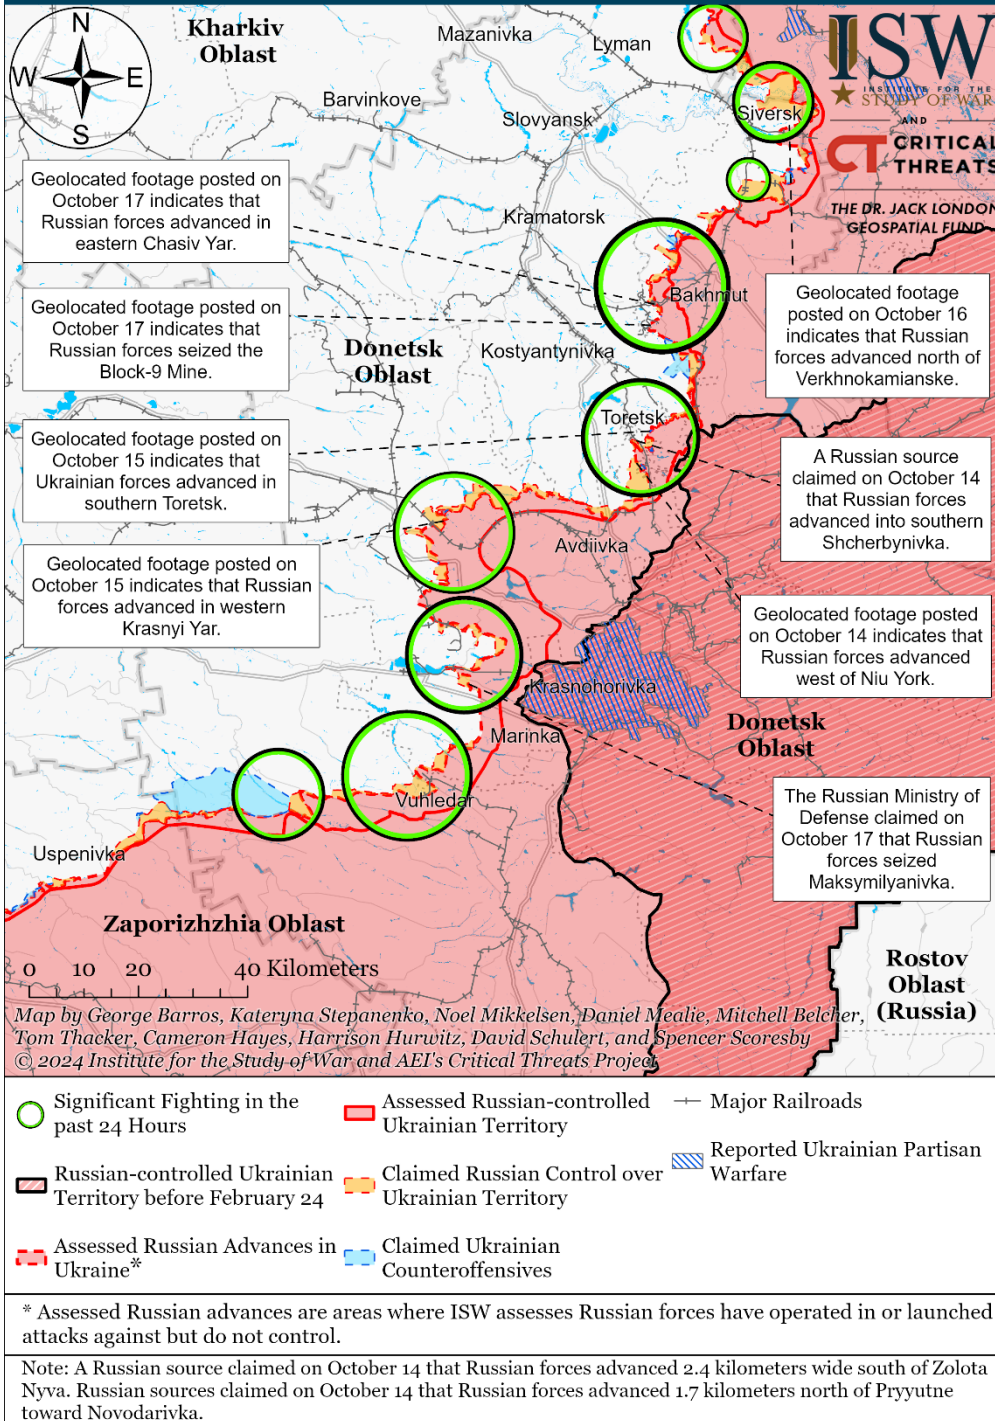 N
W
E
S
Kharkiv
Oblast
Mazanivka
Lyman
Barvinkove
Slovyansk
Siversk
ISW
INSTITUTE FOR THE
STUDY OF WAR
AND
CT CRITICAL
THREATS
THE DR. JACK LONDON
GEOSPATIAL FUND
Geolocated footage posted on
October 17 indicates that
Russian forces advanced in
eastern Chasiv Yar.
Kramatorsk
Bakhmut
Geolocated footage
posted on October 16
indicates that Russian
forces advanced north of
Verkhnokamianske.
Geolocated footage posted on
October 17 indicates that
Russian forces seized the
Block-9 Mine.
Donetsk
Oblast
Kostyantynivka
Toretsk
Geolocated footage posted on
October 15 indicates that
Ukrainian forces advanced in
southern Toretsk.
A Russian source
claimed on October 14
that Russian forces
advanced into southern
Shcherbynivka.
Avdiivka
Geolocated footage posted on
October 15 indicates that Russian
forces advanced in western
Krasnyi Yar.
Geolocated footage posted
on October 14 indicates that
Russian forces advanced
west of Niu York.
Krasnohorivka
Donetsk
Oblast
Marinka
Vuhledar
The Russian Ministry of
Defense claimed on
October 17 that Russian
forces seized
Maksymilyanivka.
Uspenivka
Zaporizhzhia Oblast
Rostov
Oblast
(Russia)
0 10 20 40 Kilometers
Map by George Barros, Kateryna Stepanenko, Noel Mikkelsen, Daniel Mealie, Mitchell Belcher,
Tom Thacker, Cameron Hayes, Harrison Hurwitz, David Schulert, and Spencer Scoresby
© 2024 Institute for the Study of War and AEI's Critical Threats Project
Significant Fighting in the
past 24 Hours
Assessed Russian-controlled
Ukrainian Territory
Major Railroads
Russian-controlled Ukrainian
Territory before February 24
Claimed Russian Control over
Ukrainian Territory
Reported Ukrainian Partisan
Warfare
Assessed Russian Advances in
Ukraine*
Claimed Ukrainian
Counteroffensives
* Assessed Russian advances are areas where ISW assesses Russian forces have operated in or launched
attacks against but do not control.
Note: A Russian source claimed on October 14 that Russian forces advanced 2.4 kilometers wide south of Zolota
Nyva. Russian sources claimed on October 14 that Russian forces advanced 1.7 kilometers north of Pryyutne
toward Novodarivka.